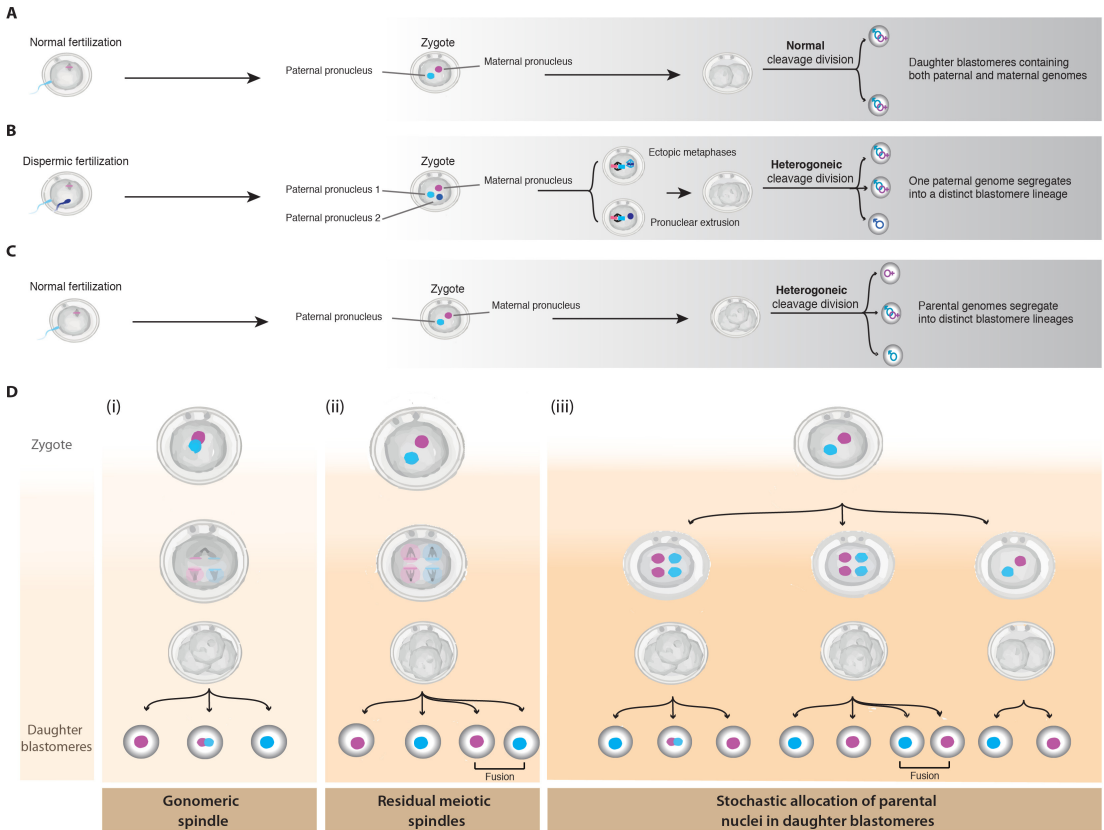 A
Normal fertilization
Zygote
Paternal pronucleus
Maternal pronucleus
Normal
cleavage division
Daughter blastomeres containing
both paternal and maternal genomes
B
Dispermic fertilization
Zygote
Paternal pronucleus 1
Paternal pronucleus 2
Maternal pronucleus
Ectopic metaphases
Pronuclear extrusion
Heterogoneic
cleavage division
One paternal genome segregates
into a distinct blastomere lineage
C
Normal fertilization
Zygote
Paternal pronucleus
Maternal pronucleus
Heterogoneic
cleavage division
Parental genomes segregate
into distinct blastomere lineages
D
(i)
(ii)
(iii)
Zygote
Daughter
blastomeres
Fusion
Fusion
Gonomeric
spindle
Residual meiotic
spindles
Stochastic allocation of parental
nuclei in daughter blastomeres